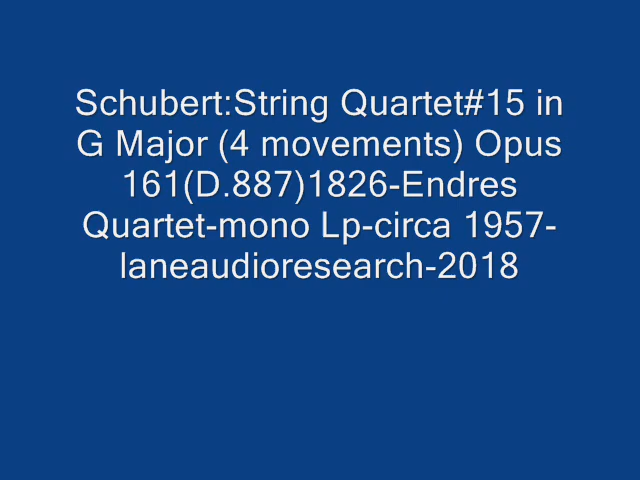 Schubert:String Quartet#15 in
G Major (4 movements) Opus
161(D.887)1826-Endres
Quartet-mono Lp-circa 1957-
laneaudioresearch-2018